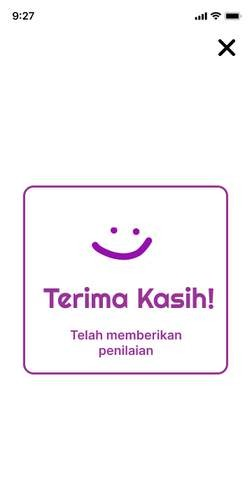 9:27
Terima Kasih!
Telah memberikan
penilaian